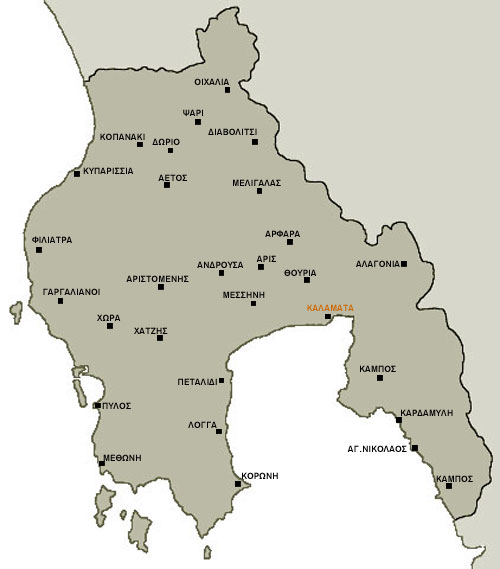 ΟΙΧΑΛΙΑ
ΨΑΡΙ
ΔΙΑΒΟΛΙΤΣΙ
ΚΟΠΑΝΑΚΙ
ΔΩΡΙΟ
ΚΥΠΑΡΙΣΣΙΑ
ΑΕΤΟΣ
ΜΕΛΙΓΑΛΑΣ
ΦΙΛΙΑΤΡΑ
ΑΡΦΑΡΑ
ΑΝΔΡΟΥΣΑ
ΑΡΙΣ
ΑΛΑΓΟΝΙΑ
ΘΟΥΡΙΑ
ΑΡΙΣΤΟΜΕΝΗΣ
ΓΑΡΓΑΛΙΑΝΟΙ
ΜΕΣΣΗΝΗ
ΚΑΛΑΜΑΤΑ
ΧΩΡΑ
ΧΑΤΖΗΣ
ΚΑΜΠΟΣ
ΠΕΤΑΛΙΔΙ
ΠΥΛΟΣ
ΚΑΡΔΑΜΥΛΗ
ΛΟΓΓΑ
ΑΓ.ΝΙΚΟΛΑΟΣ
ΜΕΘΩΝΗ
ΚΟΡΩΝΗ
ΚΑΜΠΟΣ